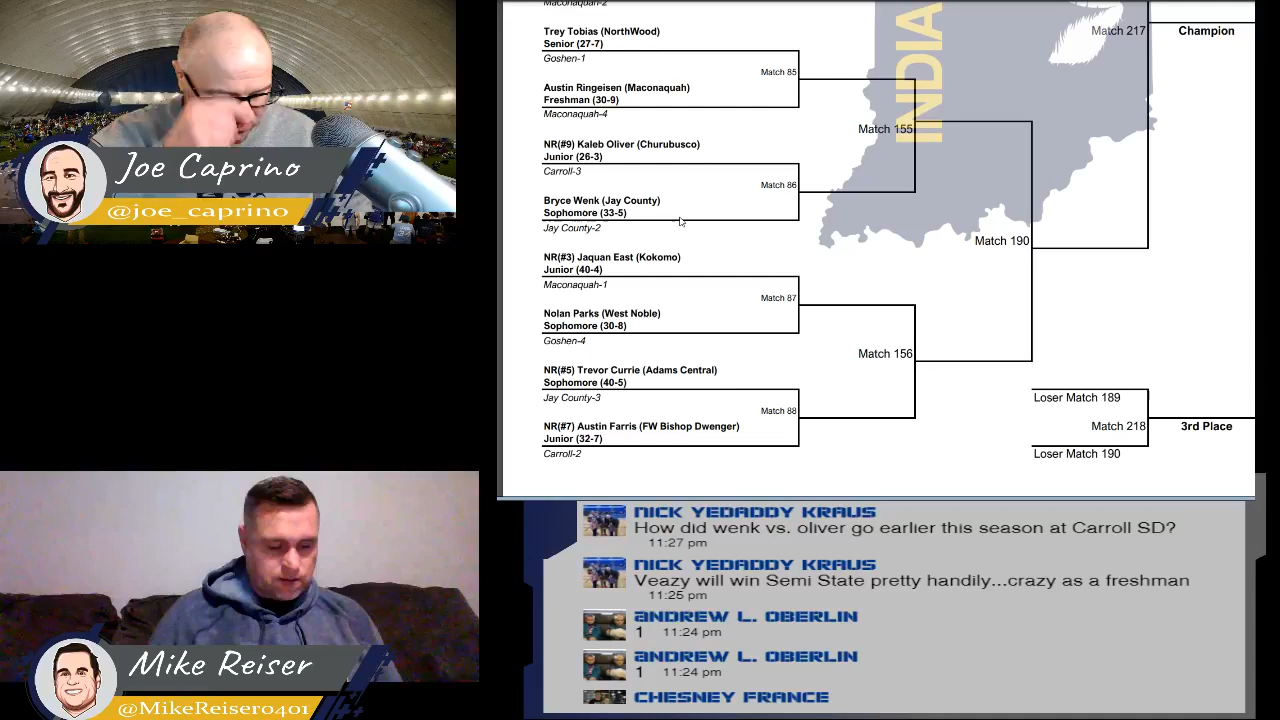 Maconaquah-2
Trey Tobias (NorthWood)
Senior (27-7)
Goshen-1
Match 85
Austin Ringeisen (Maconaquah)
Freshman (30-9)
Maconaquah-4
NR(#9) Kaleb Oliver (Churubusco)
Junior (26-3)
Carroll-3
Match 86
Bryce Wenk (Jay County)
Sophomore (33-5)
Jay County-2
NR(#3) Jaquan East (Kokomo)
Junior (40-4)
Maconaquah-1
Match 87
Nolan Parks (West Noble)
Sophomore (30-8)
Goshen-4
NR(#5) Trevor Currie (Adams Central)
Sophomore (40-5)
Jay County-3
Match 88
NR(#7) Austin Farris (FW Bishop Dwenger)
Junior (32-7)
Carroll-2
Match 155
Match 156
Match 190
Match 217
Champion
INDIA
Loser Match 189
Match 218
3rd Place
Loser Match 190
Joe Caprino
@joe_caprino
Mike Reiser
@MikeReiser0401
NICK YEDADDY KRAUS
How did wenk vs. oliver go earlier this season at Carroll SD?
11:27 pm
NICK YEDADDY KRAUS
Veazy will win Semi State pretty handily...crazy as a freshman
11:25 pm
ANDREW L. OBERLIN
1 11:24 pm
ANDREW L. OBERLIN
1 11:24 pm
CHESNEY FRANCE